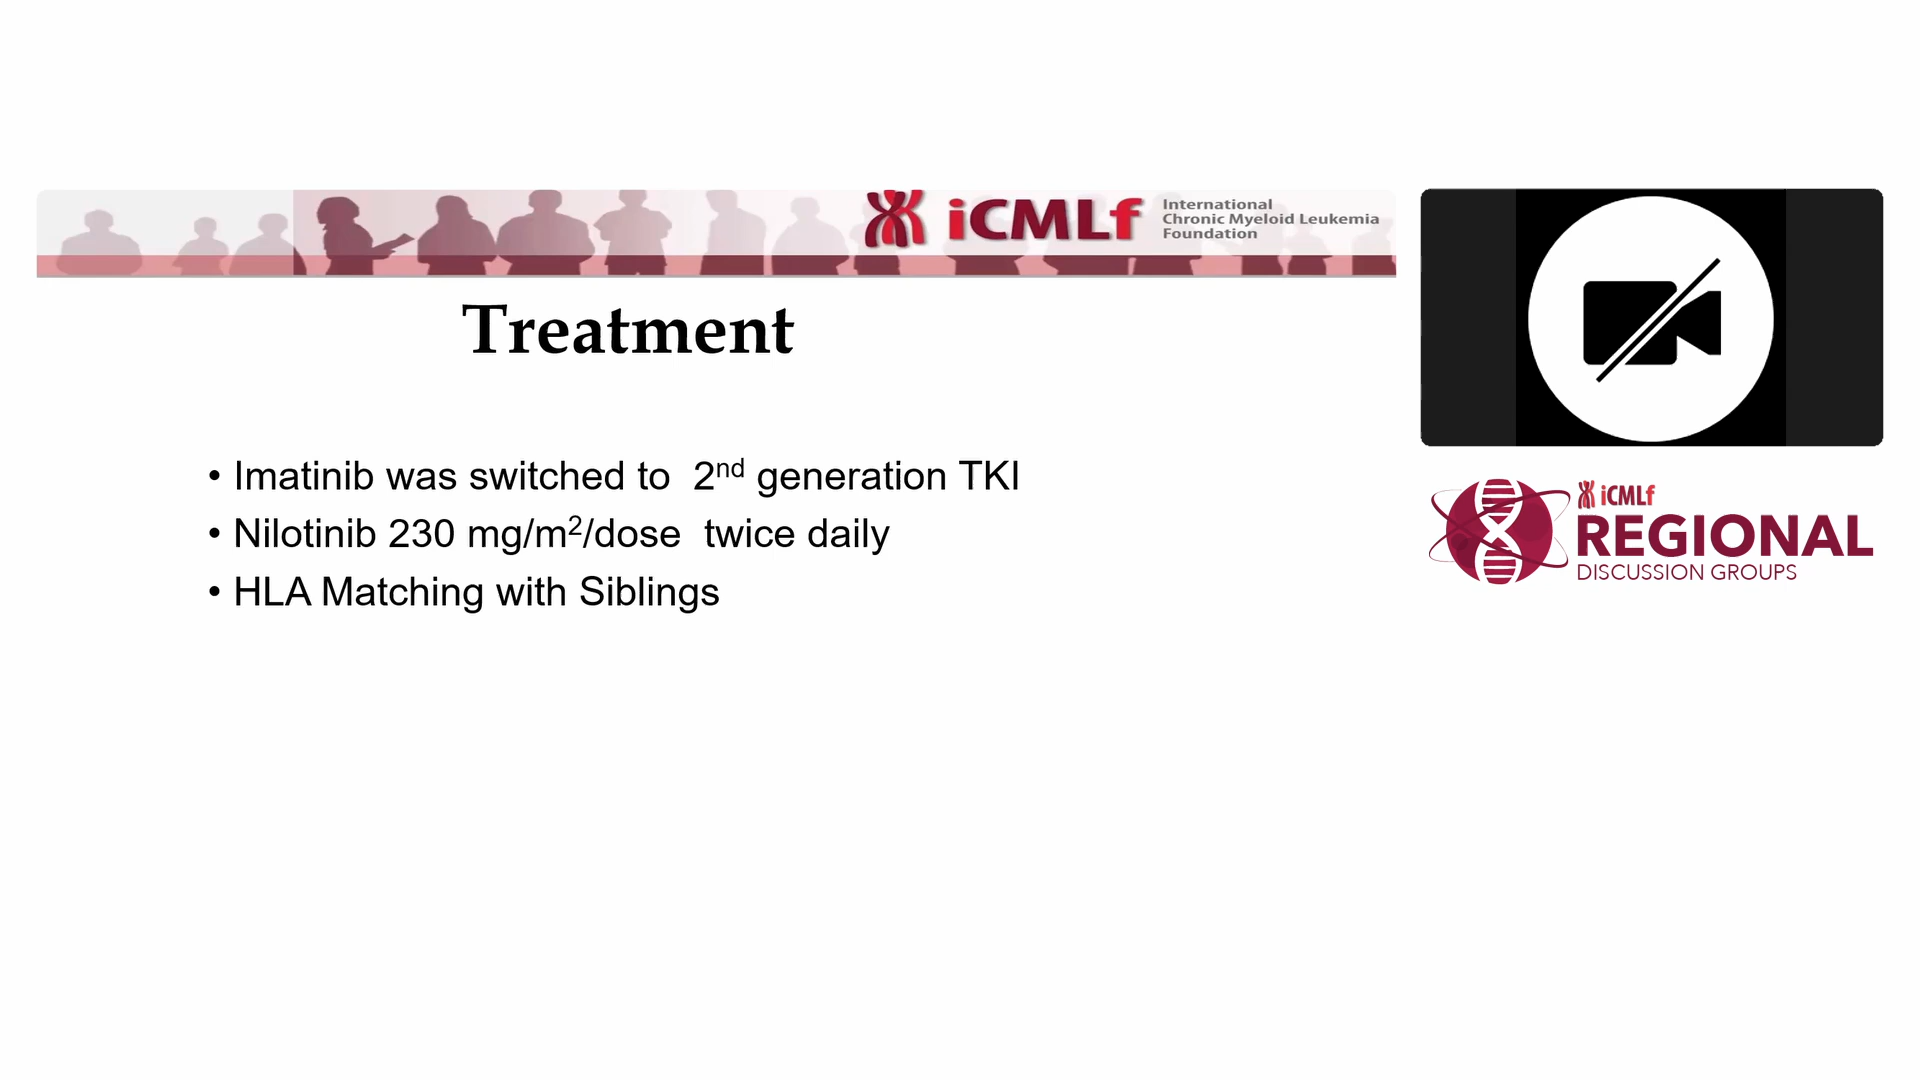 iCMLf
International
Chronic Myeloid Leukemia
Foundation
Treatment
• Imatinib was switched to  2nd generation TKI
• Nilotinib 230 mg/m²/dose  twice daily
• HLA Matching with Siblings
iCMLf
REGIONAL
DISCUSSION GROUPS